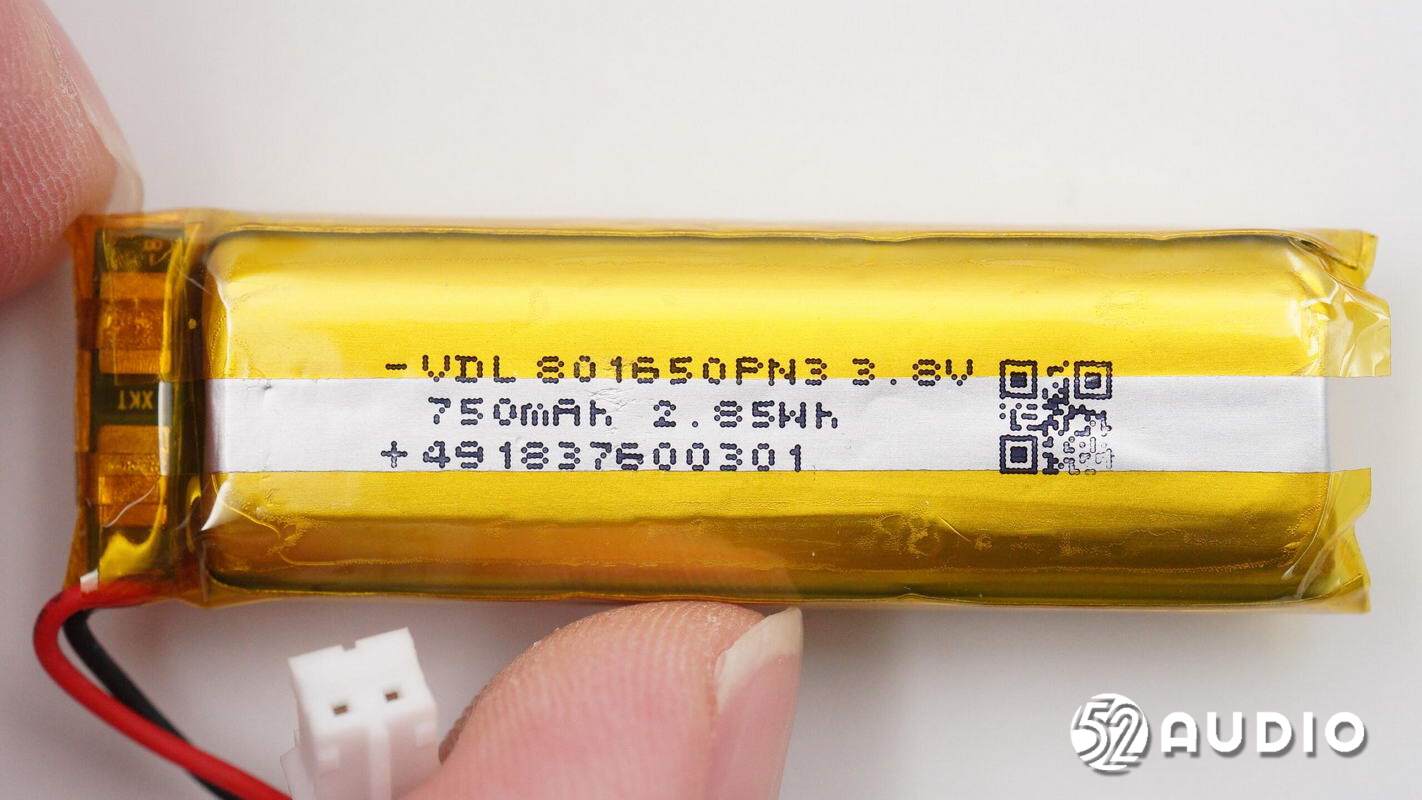 -VDL 801650PN3 3.8V
750mAh 2.85Wh
+491837600301
XKT
52 AUDIO